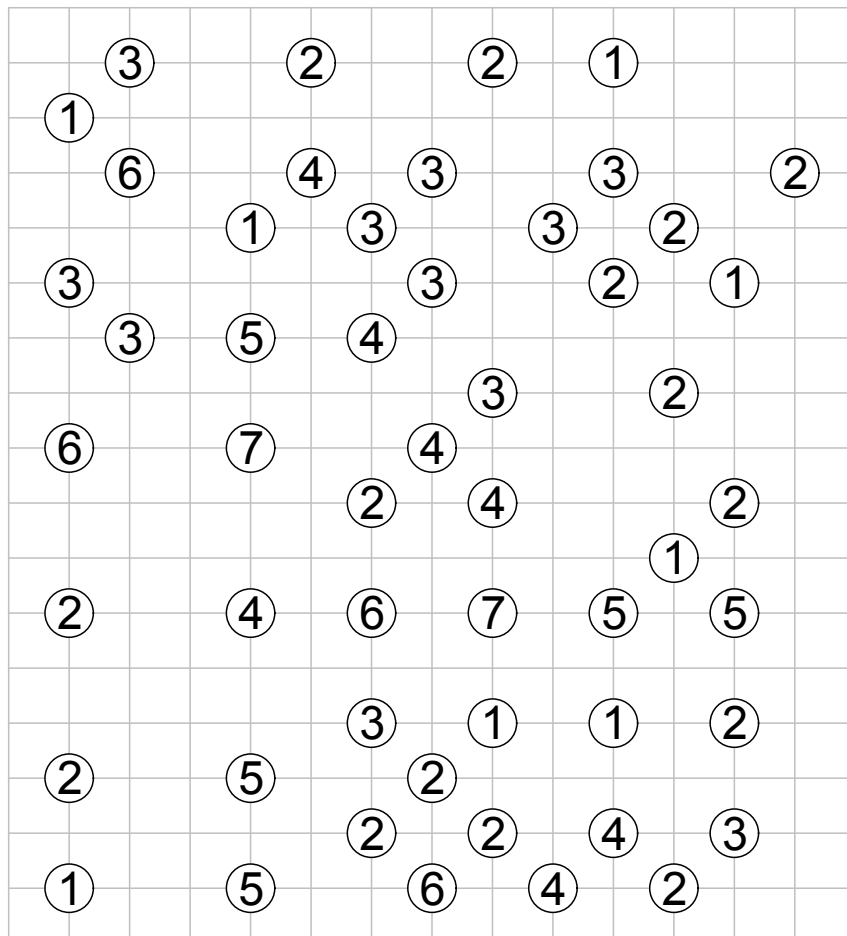 3 2 2 1
1
6 4 3 3 2
1 3 3 2
3 3 2 1
3 5 4
3 2
6 7 4
2 4 2
1
2 4 6 7 5 5
3 1 1 2
2 5 2
2 2 4 3
1 5 6 4 2